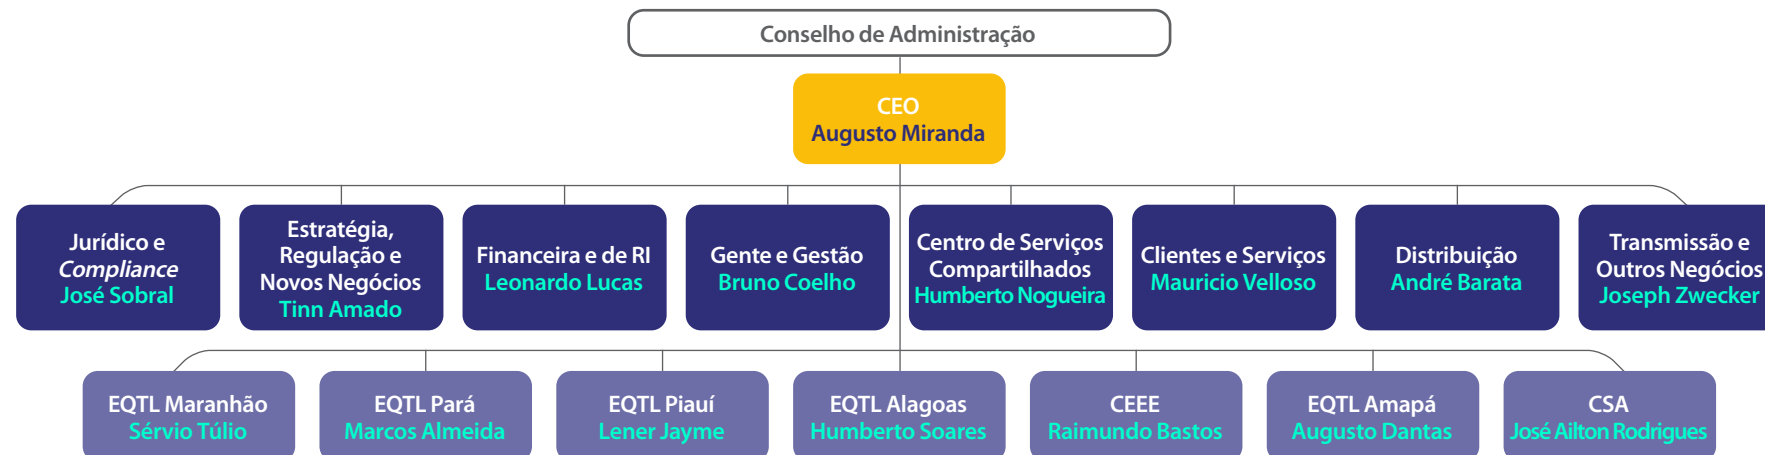 Conselho de Administração
CEO
Augusto Miranda
Jurídico e
Compliance
José Sobral
Estratégia,
Regulação e
Novos Negócios
Tinn Amado
Financeira e de RI
Leonardo Lucas
Gente e Gestão
Bruno Coelho
Centro de Serviços
Compartilhados
Humberto Nogueira
Clientes e Serviços
Mauricio Velloso
Distribuição
André Barata
Transmissão e
Outros Negócios
Joseph Zwecker
EQTL Maranhão
Sérvio Túlio
EQTL Pará
Marcos Almeida
EQTL Piauí
Lener Jayme
EQTL Alagoas
Humberto Soares
CEEE
Raimundo Bastos
EQTL Amapá
Augusto Dantas
CSA
José Ailton Rodrigues